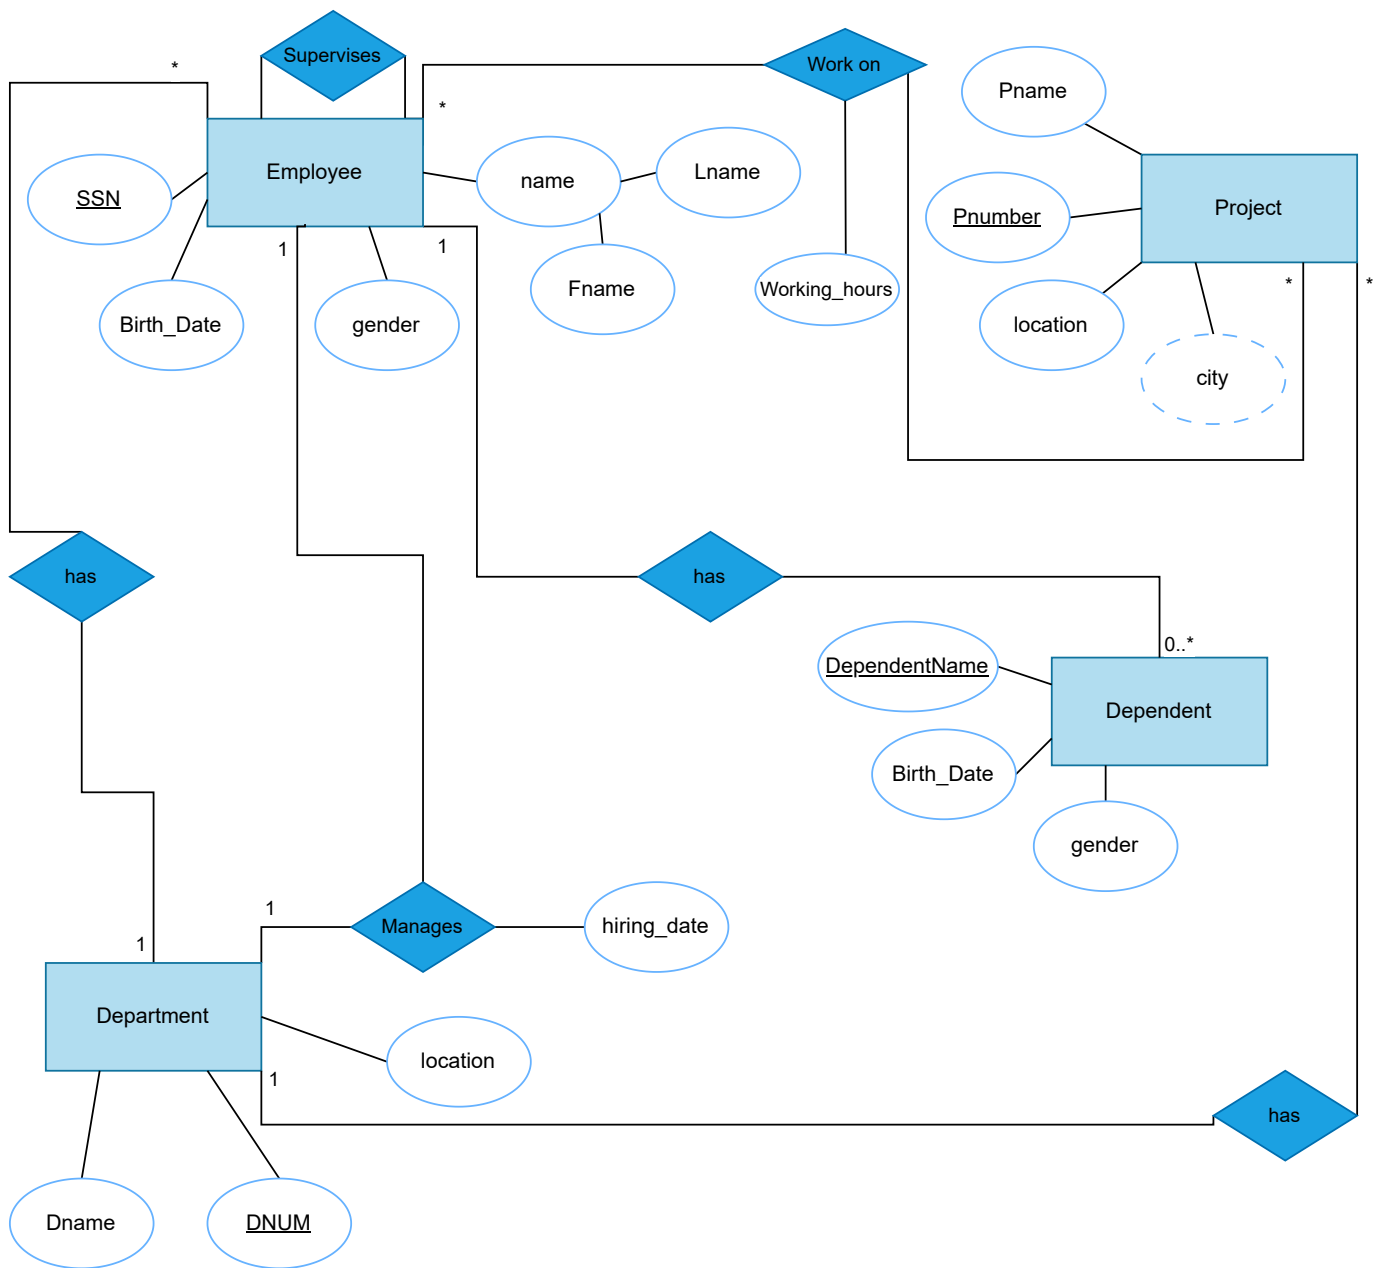 Supervises
Work on
*
*
Pname
Employee
name
Lname
SSN
Pnumber
Project
1
1
Fname
Working_hours
*
*
Birth_Date
gender
location
city
has
has
0..*
DependentName
Dependent
Birth_Date
gender
1
Manages
hiring_date
1
Department
location
1
has
Dname
DNUM